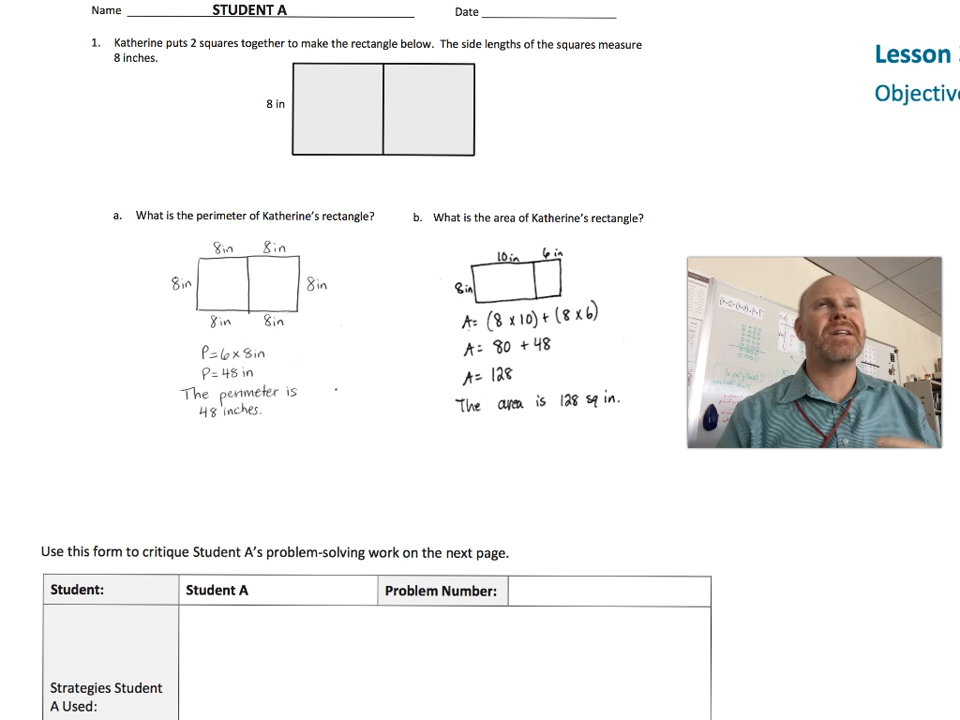 Name STUDENT A Date
1. Katherine puts 2 squares together to make the rectangle below. The side lengths of the squares measure
8 inches.
8 in
a. What is the perimeter of Katherine's rectangle?
8in 8in
8in 8in
8in 8in
P=6x8in
P=48 in
The perimeter is
48 inches.
b. What is the area of Katherine's rectangle?
10in 6in
8in
A= (8 x 10) + (8 x 6)
A= 80 + 48
A= 128
The area is 128 sq in.
Lesson
Use this form to critique Student A's problem-solving work on the next page.
Student: Student A Problem Number:
Strategies Student
A Used: